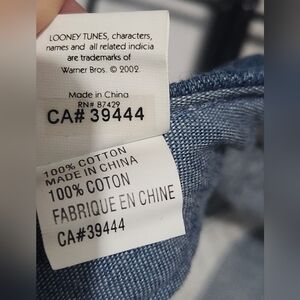 LOONEY TUNES, characters,
names and all related indicia
are trademarks of
Warner Bros. © 2002.
Made in China
RN# 87429
CA# 39444
100% COTTON
MADE IN CHINA
100% COTON
FABRIQUE EN CHINE
CA#39444